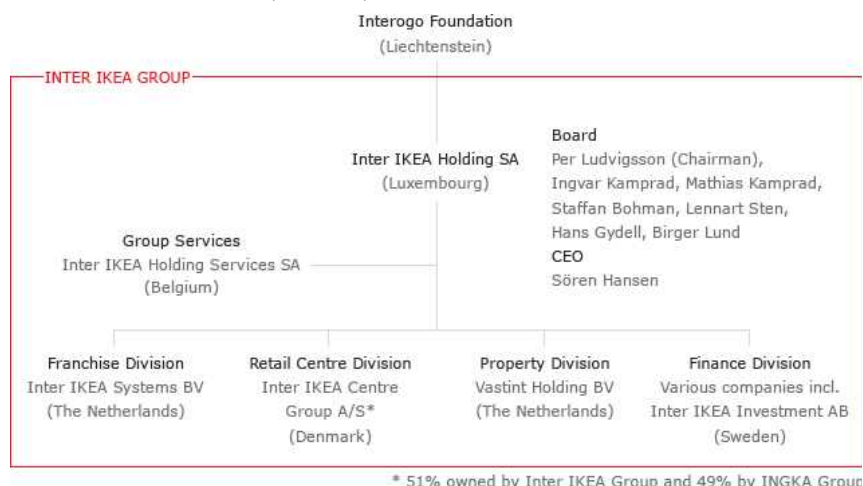 Interogo Foundation
(Liechtenstein)
INTER IKEA GROUP
Inter IKEA Holding SA
(Luxembourg)
Board
Per Ludvigsson (Chairman),
Ingvar Kamprad, Mathias Kamprad,
Staffan Bohman, Lennart Sten,
Hans Gydell, Birger Lund
CEO
Sören Hansen
Group Services
Inter IKEA Holding Services SA
(Belgium)
Franchise Division
Inter IKEA Systems BV
(The Netherlands)
Retail Centre Division
Inter IKEA Centre
Group A/S*
(Denmark)
Property Division
Vastint Holding BV
(The Netherlands)
Finance Division
Various companies incl.
Inter IKEA Investment AB
(Sweden)
* 51% owned by Inter IKEA Group and 49% by INGKA Group